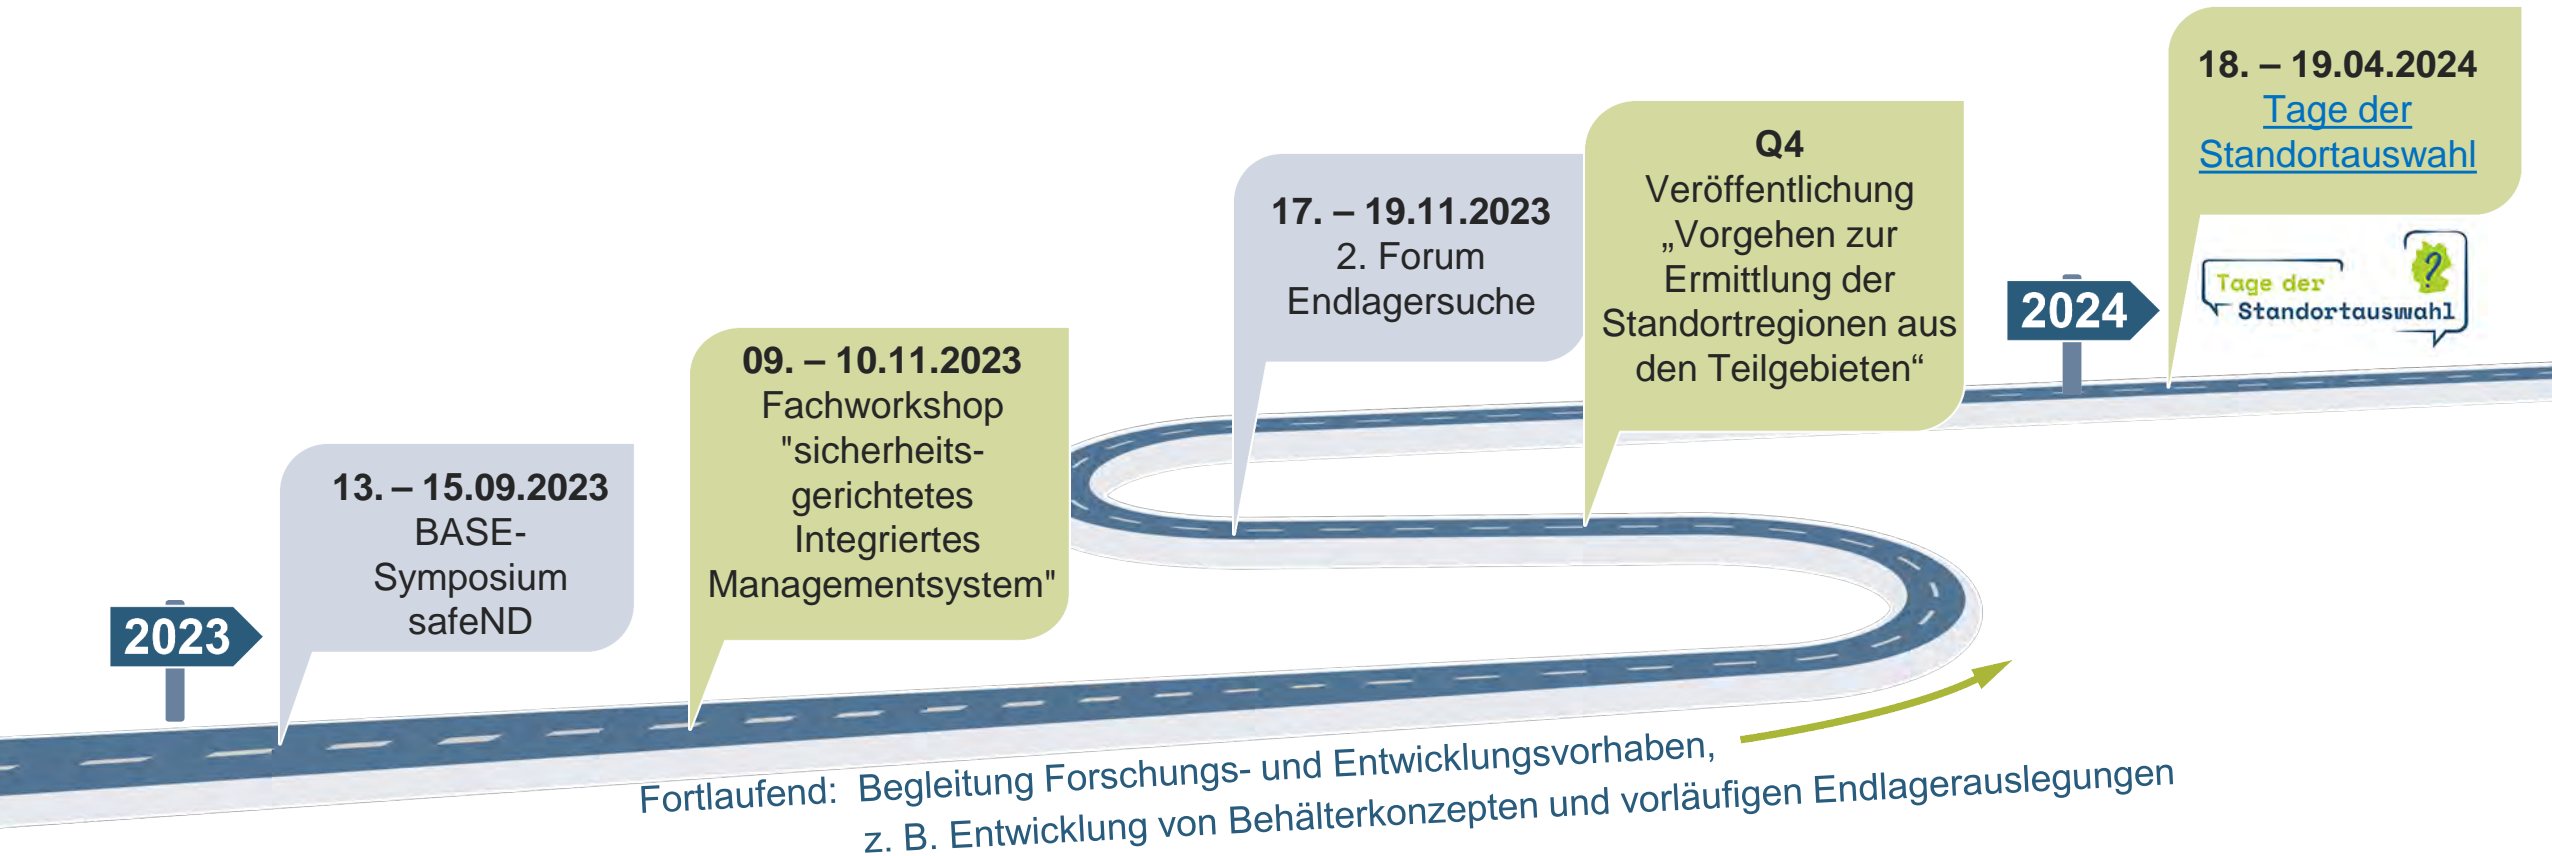 2023
13. – 15.09.2023
BASE-
Symposium
safeND
09. – 10.11.2023
Fachworkshop
"sicherheits-
gerichtetes
Integriertes
Managementsystem"
17. – 19.11.2023
2. Forum
Endlagersuche
Q4
Veröffentlichung
„Vorgehen zur
Ermittlung der
Standortregionen aus
den Teilgebieten“
2024
18. – 19.04.2024
Tage der
Standortauswahl
Tage der
Standortauswahl
?
Fortlaufend: Begleitung Forschungs- und Entwicklungsvorhaben,
z. B. Entwicklung von Behälterkonzepten und vorläufigen Endlagerauslegungen